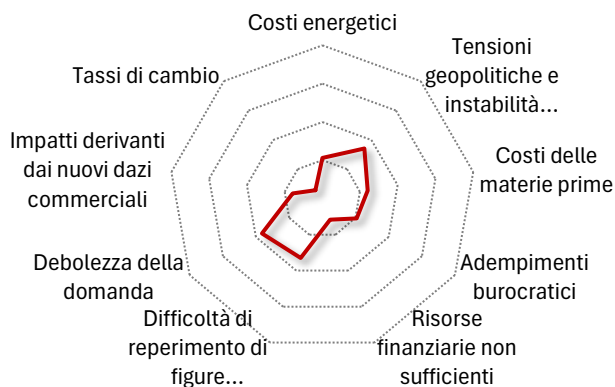 Costi energetici
Tensioni
geopolitiche e
instabilità...
Costi delle
materie prime
Adempimenti
burocratici
Risorse
finanziarie non
sufficienti
Difficoltà di
reperimento di
figure...
Debolezza della
domanda
Impatti derivanti
dai nuovi dazi
commerciali
Tassi di cambio